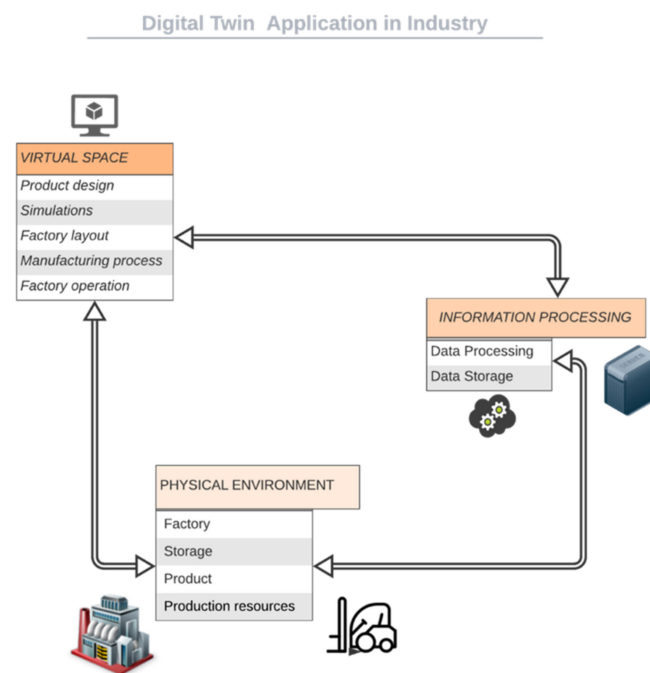 Digital Twin Application in Industry
VIRTUAL SPACE
Product design
Simulations
Factory layout
Manufacturing process
Factory operation
INFORMATION PROCESSING
Data Processing
Data Storage
SERVER
PHYSICAL ENVIRONMENT
Factory
Storage
Product
Production resources